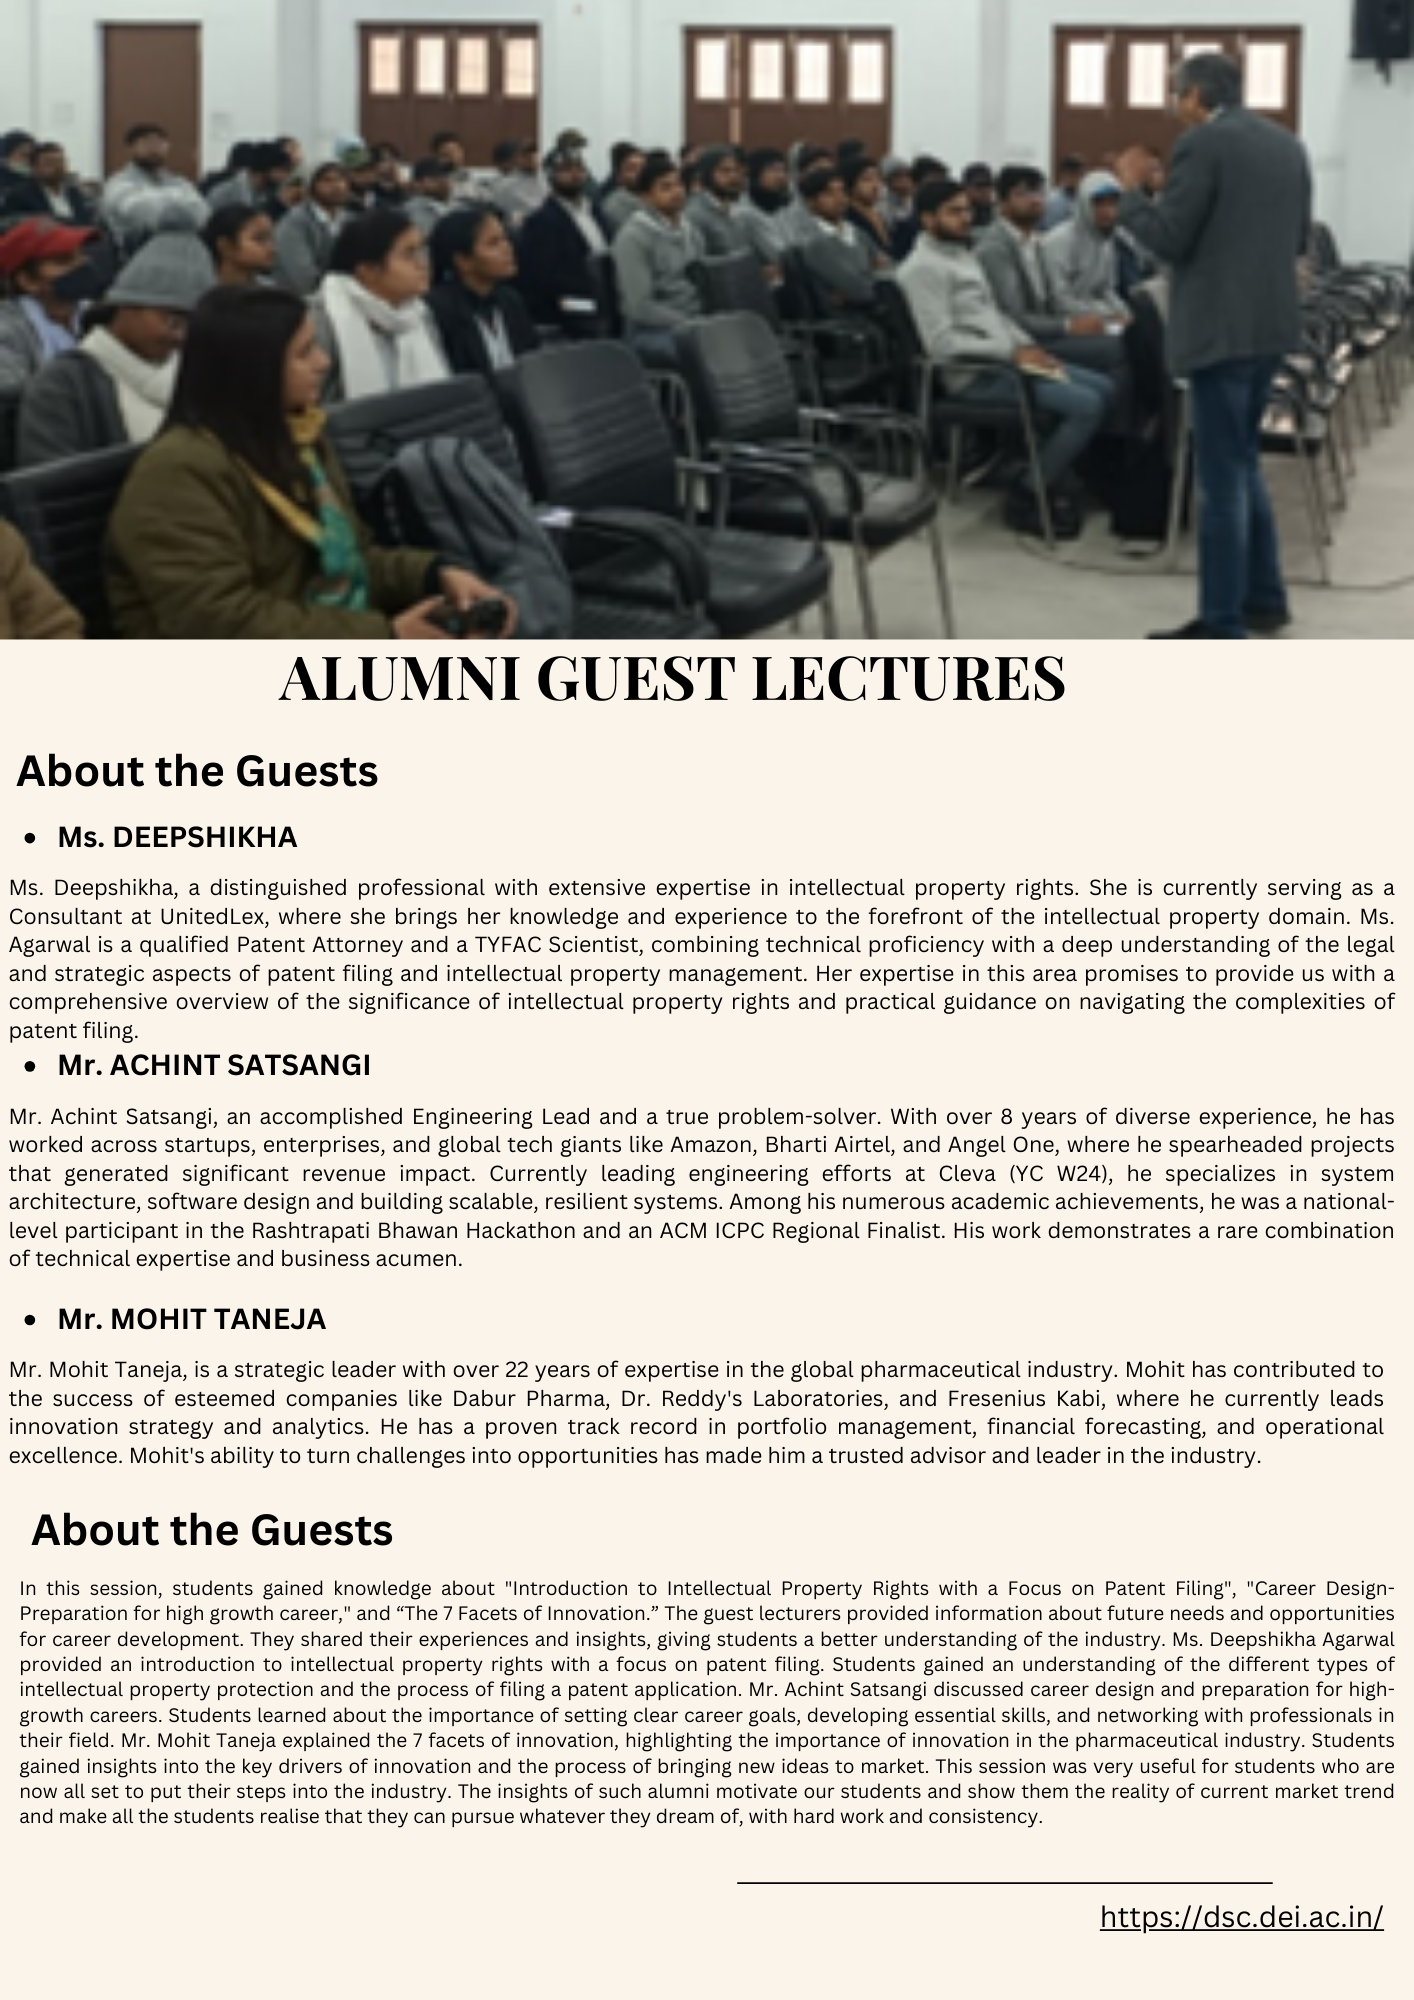 ALUMNI GUEST LECTURES
About the Guests
• Ms. DEEPSHIKHA
Ms. Deepshikha, a distinguished professional with extensive expertise in intellectual property rights. She is currently serving as a
Consultant at UnitedLex, where she brings her knowledge and experience to the forefront of the intellectual property domain. Ms.
Agarwal is a qualified Patent Attorney and a TYFAC Scientist, combining technical proficiency with a deep understanding of the legal
and strategic aspects of patent filing and intellectual property management. Her expertise in this area promises to provide us with a
comprehensive overview of the significance of intellectual property rights and practical guidance on navigating the complexities of
patent filing.
• Mr. ACHINT SATSANGI
Mr. Achint Satsangi, an accomplished Engineering Lead and a true problem-solver. With over 8 years of diverse experience, he has
worked across startups, enterprises, and global tech giants like Amazon, Bharti Airtel, and Angel One, where he spearheaded projects
that generated significant revenue impact. Currently leading engineering efforts at Cleva (YC W24), he specializes in system
architecture, software design and building scalable, resilient systems. Among his numerous academic achievements, he was a national-
level participant in the Rashtrapati Bhawan Hackathon and an ACM ICPC Regional Finalist. His work demonstrates a rare combination
of technical expertise and business acumen.
• Mr. MOHIT TANEJA
Mr. Mohit Taneja, is a strategic leader with over 22 years of expertise in the global pharmaceutical industry. Mohit has contributed to
the success of esteemed companies like Dabur Pharma, Dr. Reddy's Laboratories, and Fresenius Kabi, where he currently leads
innovation strategy and analytics. He has a proven track record in portfolio management, financial forecasting, and operational
excellence. Mohit's ability to turn challenges into opportunities has made him a trusted advisor and leader in the industry.
About the Guests
In this session, students gained knowledge about "Introduction to Intellectual Property Rights with a Focus on Patent Filing", "Career Design-
Preparation for high growth career," and “The 7 Facets of Innovation.” The guest lecturers provided information about future needs and opportunities
for career development. They shared their experiences and insights, giving students a better understanding of the industry. Ms. Deepshikha Agarwal
provided an introduction to intellectual property rights with a focus on patent filing. Students gained an understanding of the different types of
intellectual property protection and the process of filing a patent application. Mr. Achint Satsangi discussed career design and preparation for high-
growth careers. Students learned about the importance of setting clear career goals, developing essential skills, and networking with professionals in
their field. Mr. Mohit Taneja explained the 7 facets of innovation, highlighting the importance of innovation in the pharmaceutical industry. Students
gained insights into the key drivers of innovation and the process of bringing new ideas to market. This session was very useful for students who are
now all set to put their steps into the industry. The insights of such alumni motivate our students and show them the reality of current market trend
and make all the students realise that they can pursue whatever they dream of, with hard work and consistency.
https://dsc.dei.ac.in/